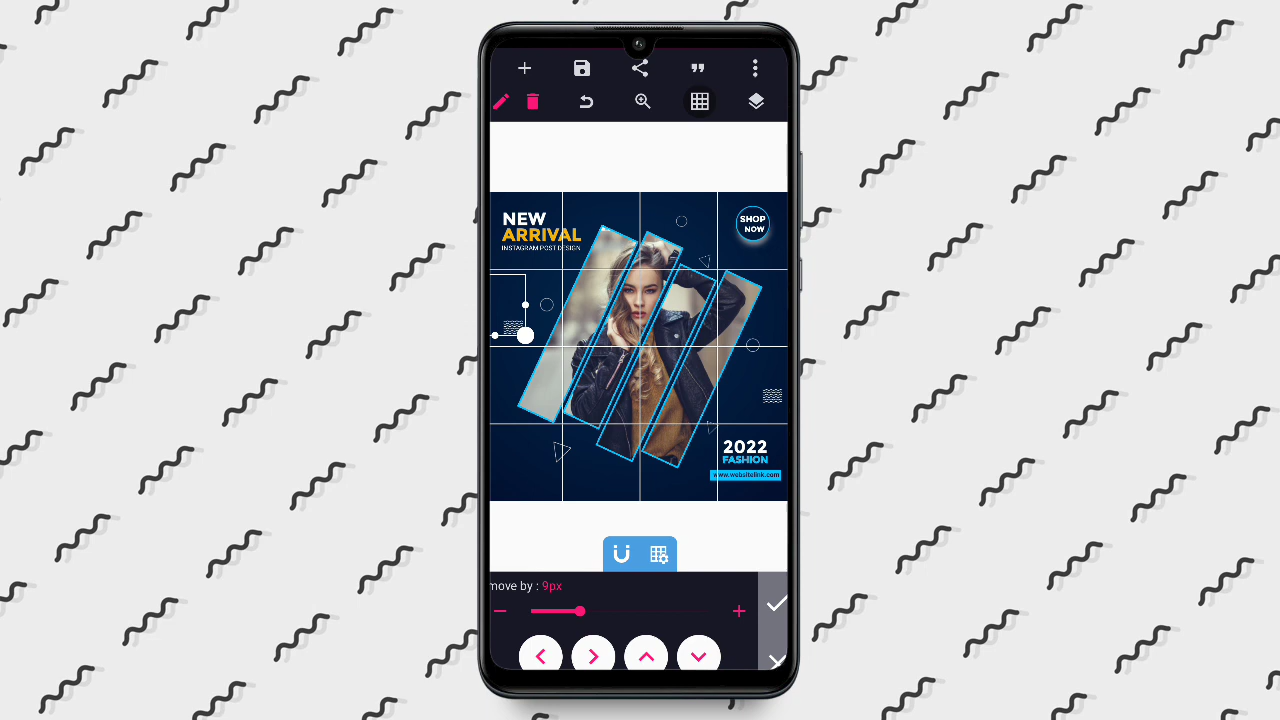 NEW
ARRIVAL
INSTAGRAM POST DESIGN
SHOP
NOW
2022
FASHION
www.websitelink.com
move by : 9px